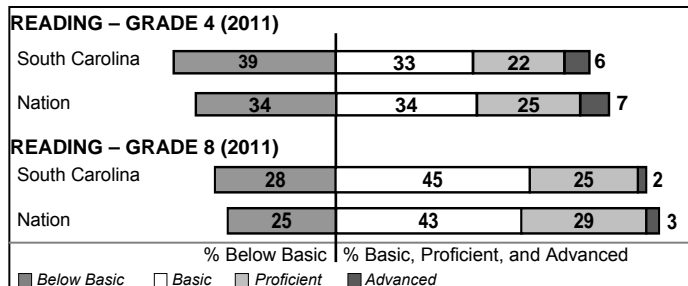 READING – GRADE 4 (2011)
South Carolina 39 33 22 6
Nation 34 34 25 7
READING – GRADE 8 (2011)
South Carolina 28 45 25 2
Nation 25 43 29 3
% Below Basic % Basic, Proficient, and Advanced
Below Basic Basic Proficient Advanced